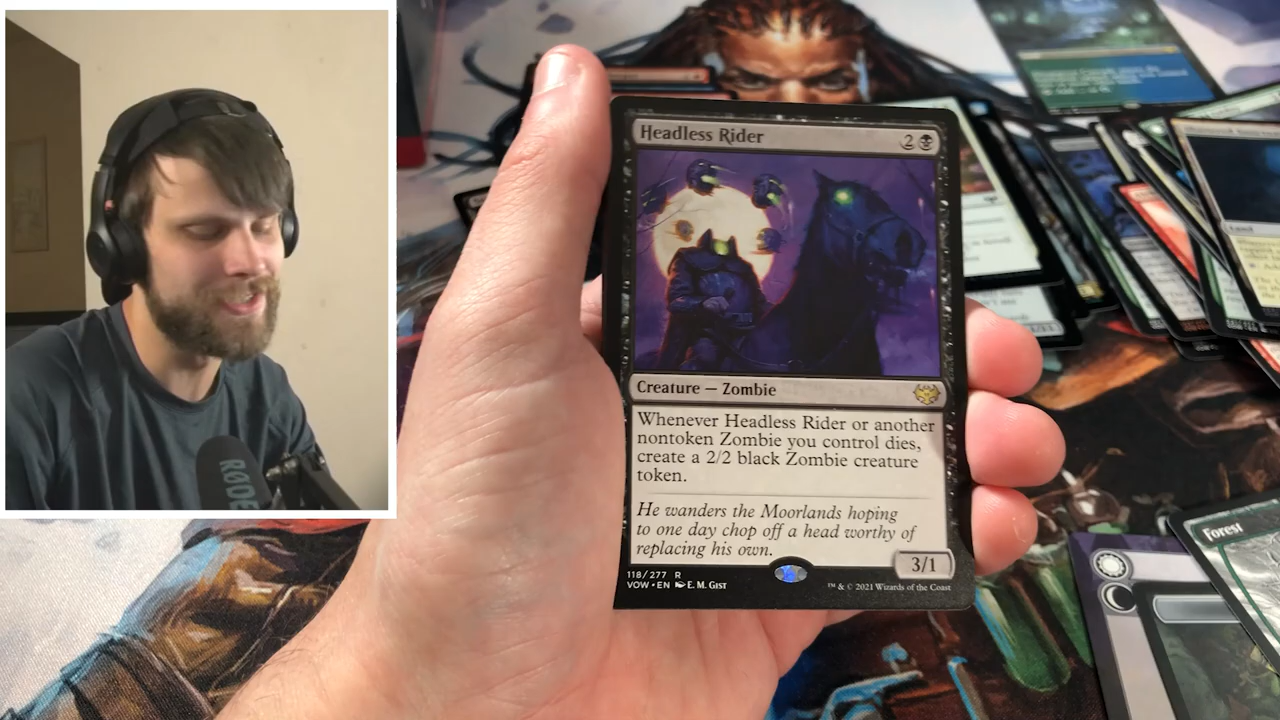 Headless Rider 2
Creature — Zombie
Whenever Headless Rider or another
nontoken Zombie you control dies,
create a 2/2 black Zombie creature
token.
He wanders the Moorlands hoping
to one day chop off a head worthy of
replacing his own.
3/1
118/277 R
VOW • EN E. M. Gist
™ & © 2021 Wizards of the Coast
RØDE
Forest
Land